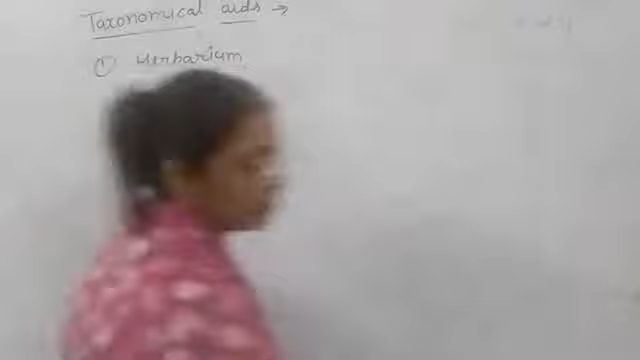 Taxonomical aids →
① Herbarium